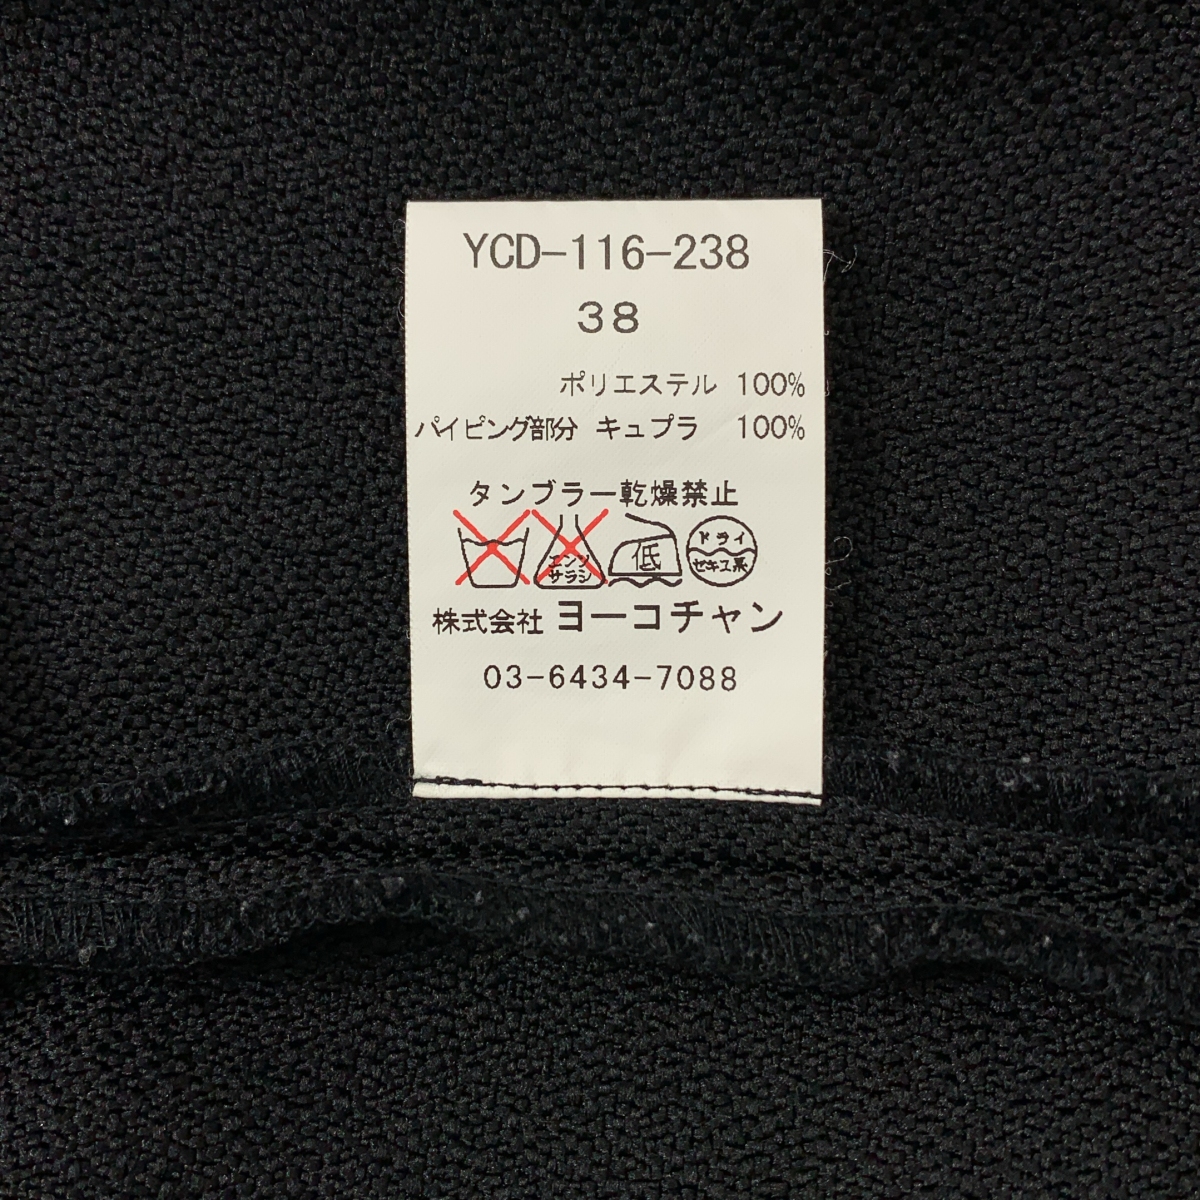 YCD-116-238
38
ポリエステル 100%
パイピング部分 キュプラ 100%
タンブラー乾燥禁止
エンソサラシ 低 ドライセキユ系
株式会社 ヨーコチャン
03-6434-7088